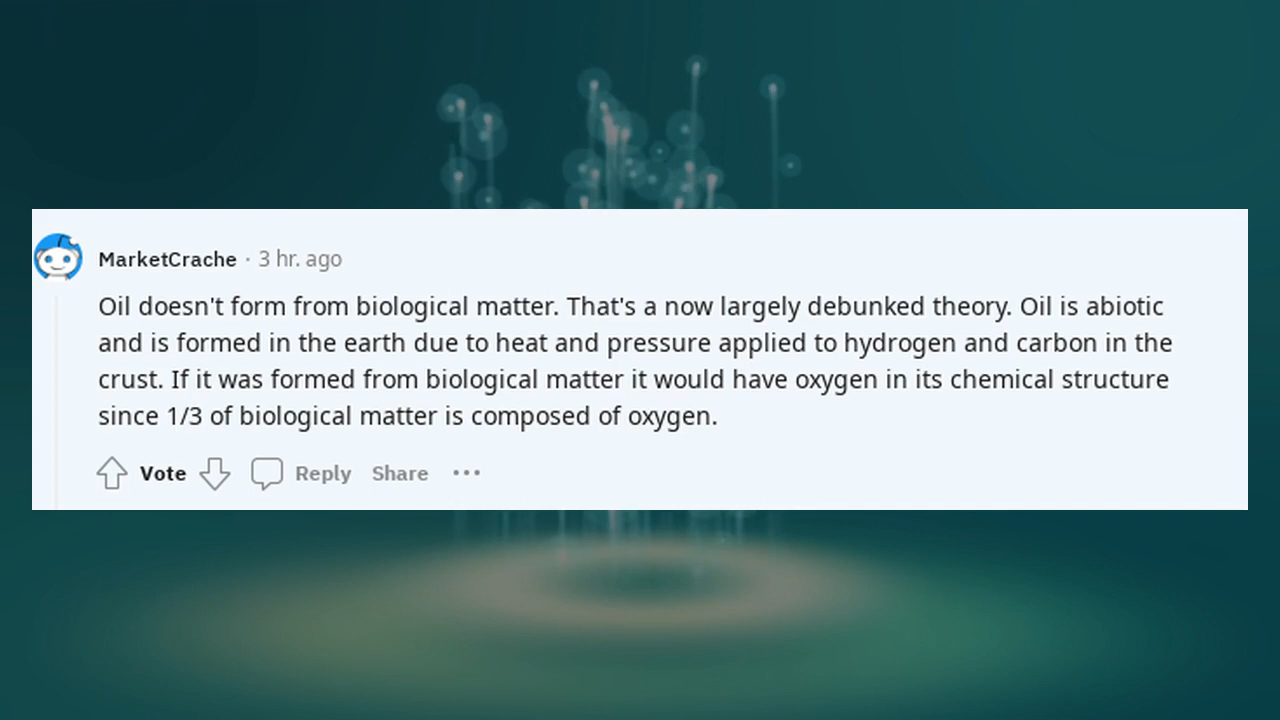 MarketCrache · 3 hr. ago
Oil doesn't form from biological matter. That's a now largely debunked theory. Oil is abiotic
and is formed in the earth due to heat and pressure applied to hydrogen and carbon in the
crust. If it was formed from biological matter it would have oxygen in its chemical structure
since 1/3 of biological matter is composed of oxygen.
Vote Reply Share ···